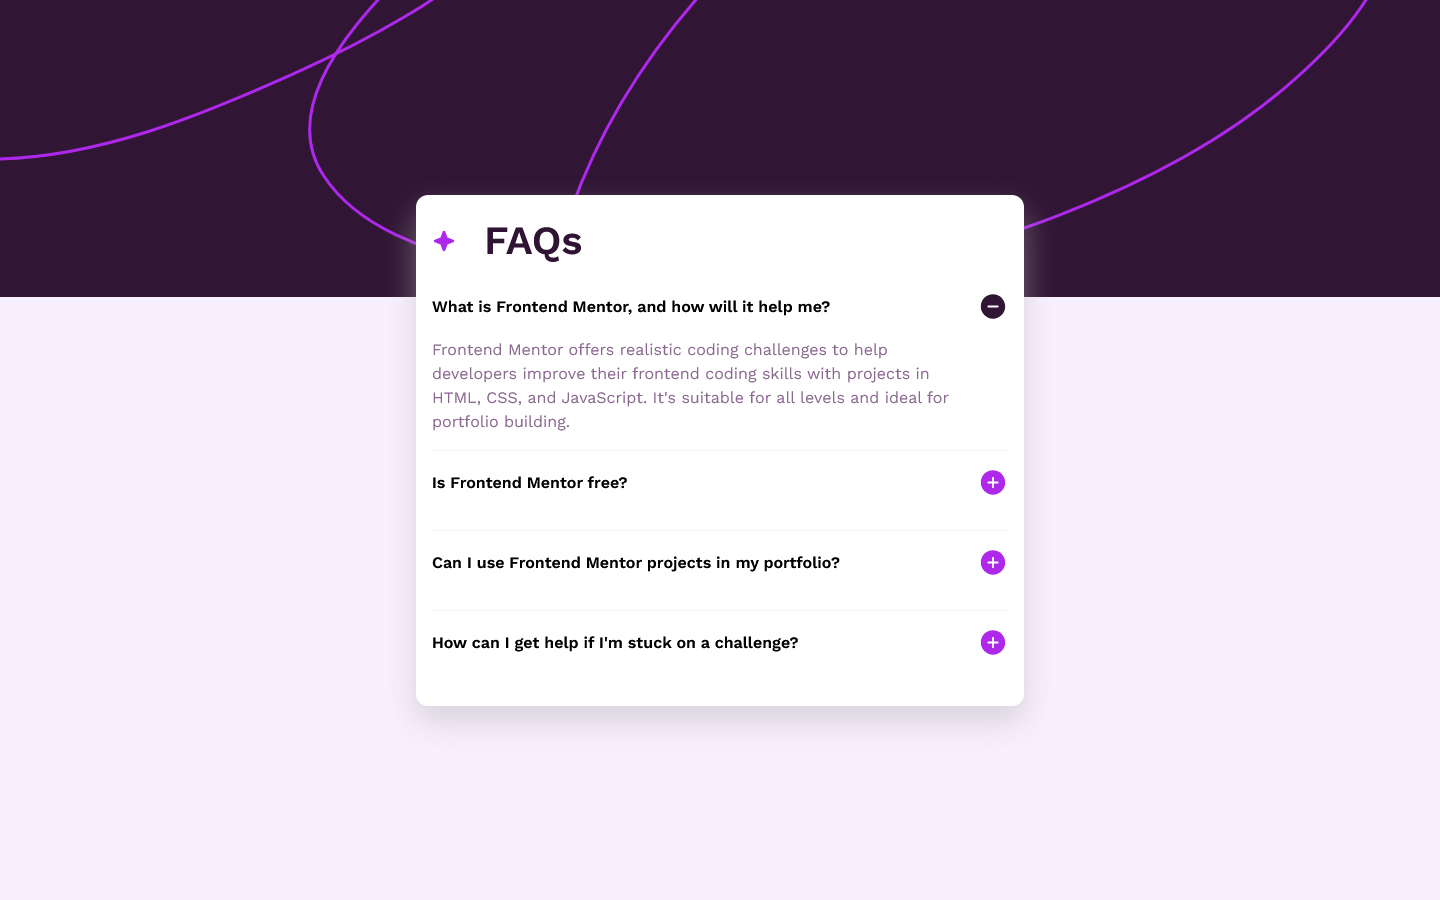 FAQs
What is Frontend Mentor, and how will it help me?
Frontend Mentor offers realistic coding challenges to help
developers improve their frontend coding skills with projects in
HTML, CSS, and JavaScript. It's suitable for all levels and ideal for
portfolio building.
Is Frontend Mentor free?
Can I use Frontend Mentor projects in my portfolio?
How can I get help if I'm stuck on a challenge?